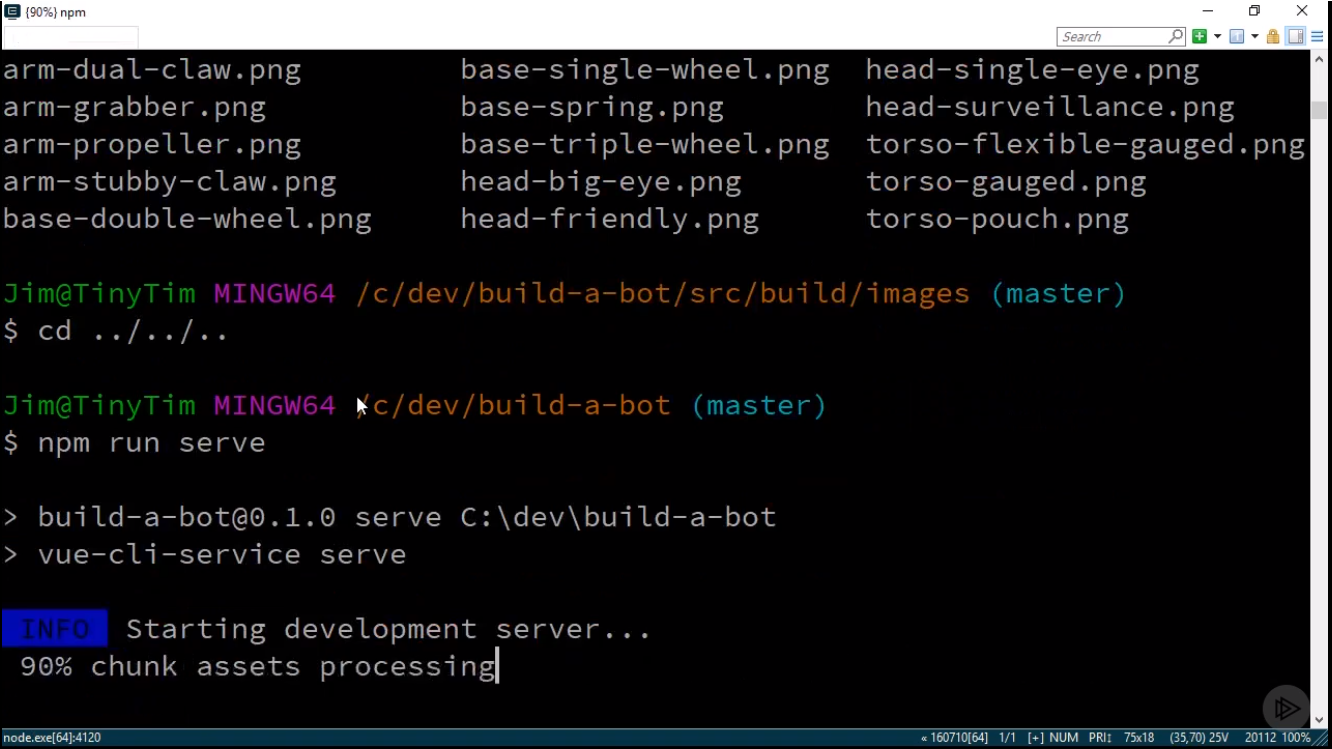 {90%} npm
Search
arm-dual-claw.png base-single-wheel.png head-single-eye.png
arm-grabber.png base-spring.png head-surveillance.png
arm-propeller.png base-triple-wheel.png torso-flexible-gauged.png
arm-stubby-claw.png head-big-eye.png torso-gauged.png
base-double-wheel.png head-friendly.png torso-pouch.png
Jim@TinyTim MINGW64 /c/dev/build-a-bot/src/build/images (master)
$ cd ../../..
Jim@TinyTim MINGW64 /c/dev/build-a-bot (master)
$ npm run serve
> build-a-bot@0.1.0 serve C:\dev\build-a-bot
> vue-cli-service serve
INFO Starting development server...
90% chunk assets processing
node.exe[64]:4120 « 160710[64] 1/1 [+] NUM PRI↕ 75x18 (35,70) 25V 20112 100%